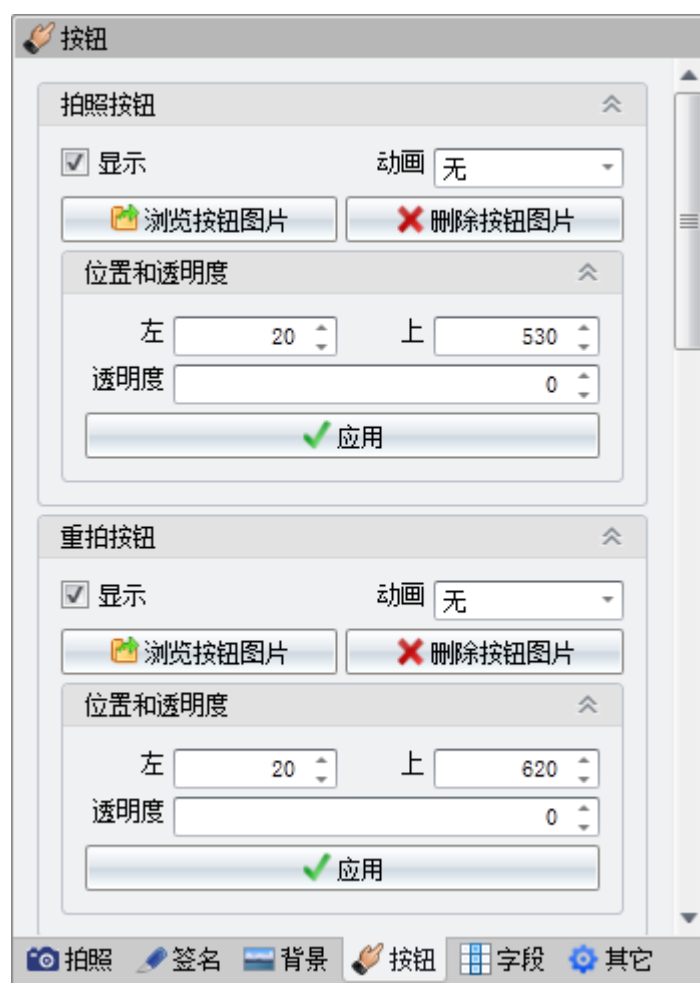 按钮
拍照按钮
显示 动画 无
浏览按钮图片 删除按钮图片
位置和透明度
左 20 上 530
透明度 0
应用
重拍按钮
显示 动画 无
浏览按钮图片 删除按钮图片
位置和透明度
左 20 上 620
透明度 0
应用
拍照 签名 背景 按钮 字段 其它